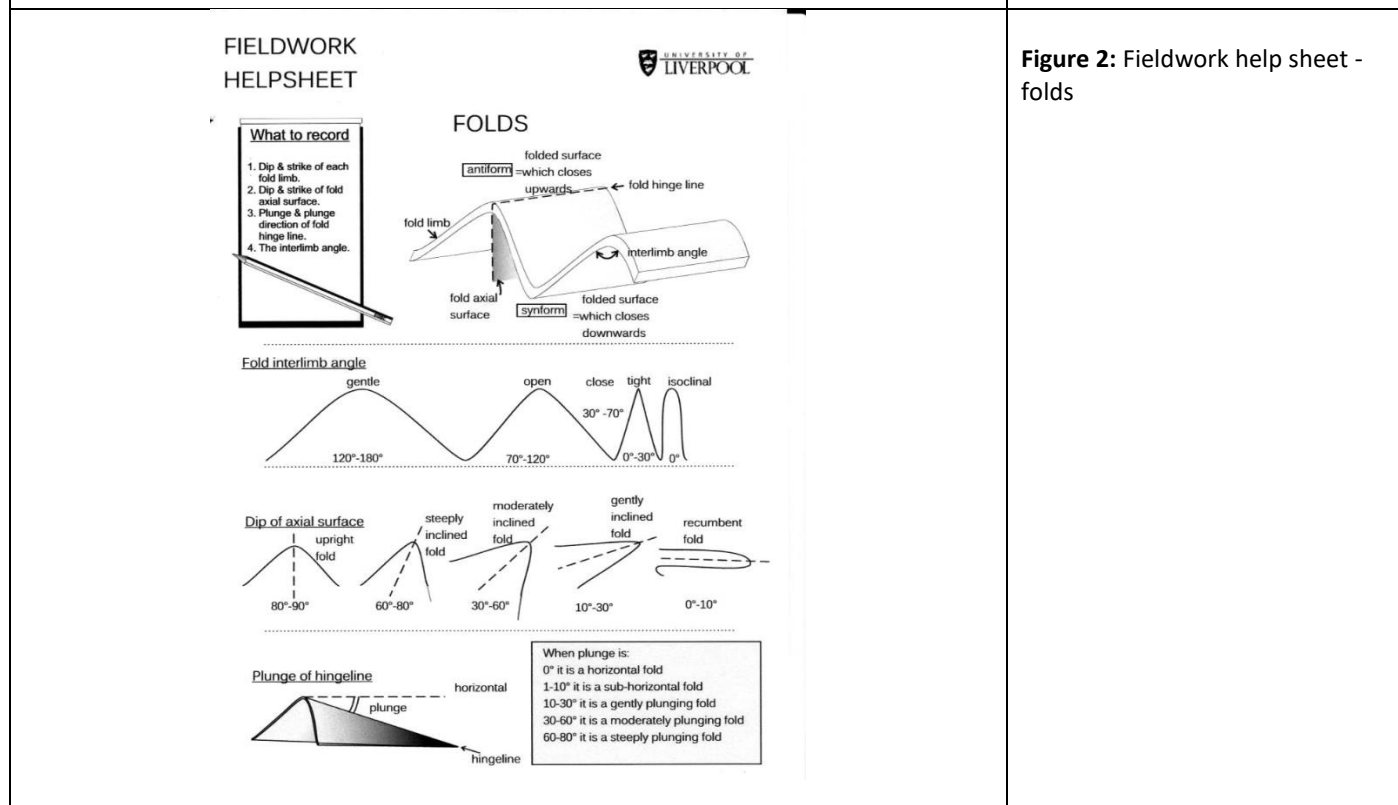 FIELDWORK
HELPSHEET
UNIVERSITY OF
LIVERPOOL
Figure 2: Fieldwork help sheet -
folds
What to record
1. Dip & strike of each
fold limb.
2. Dip & strike of fold
axial surface.
3. Plunge & plunge
direction of fold
hinge line.
4. The interlimb angle.
FOLDS
antiform
folded surface
=which closes
upwards
fold hinge line
fold limb
interlimb angle
fold axial
surface
synform
folded surface
=which closes
downwards
Fold interlimb angle
gentle
open
close
tight
isoclinal
120°-180°
70°-120°
30° -70°
0°-30°
0°
Dip of axial surface
upright
fold
steeply
inclined
fold
moderately
inclined
fold
gently
inclined
fold
recumbent
fold
80°-90°
60°-80°
30°-60°
10°-30°
0°-10°
Plunge of hingeline
horizontal
plunge
hingeline
When plunge is:
0° it is a horizontal fold
1-10° it is a sub-horizontal fold
10-30° it is a gently plunging fold
30-60° it is a moderately plunging fold
60-80° it is a steeply plunging fold